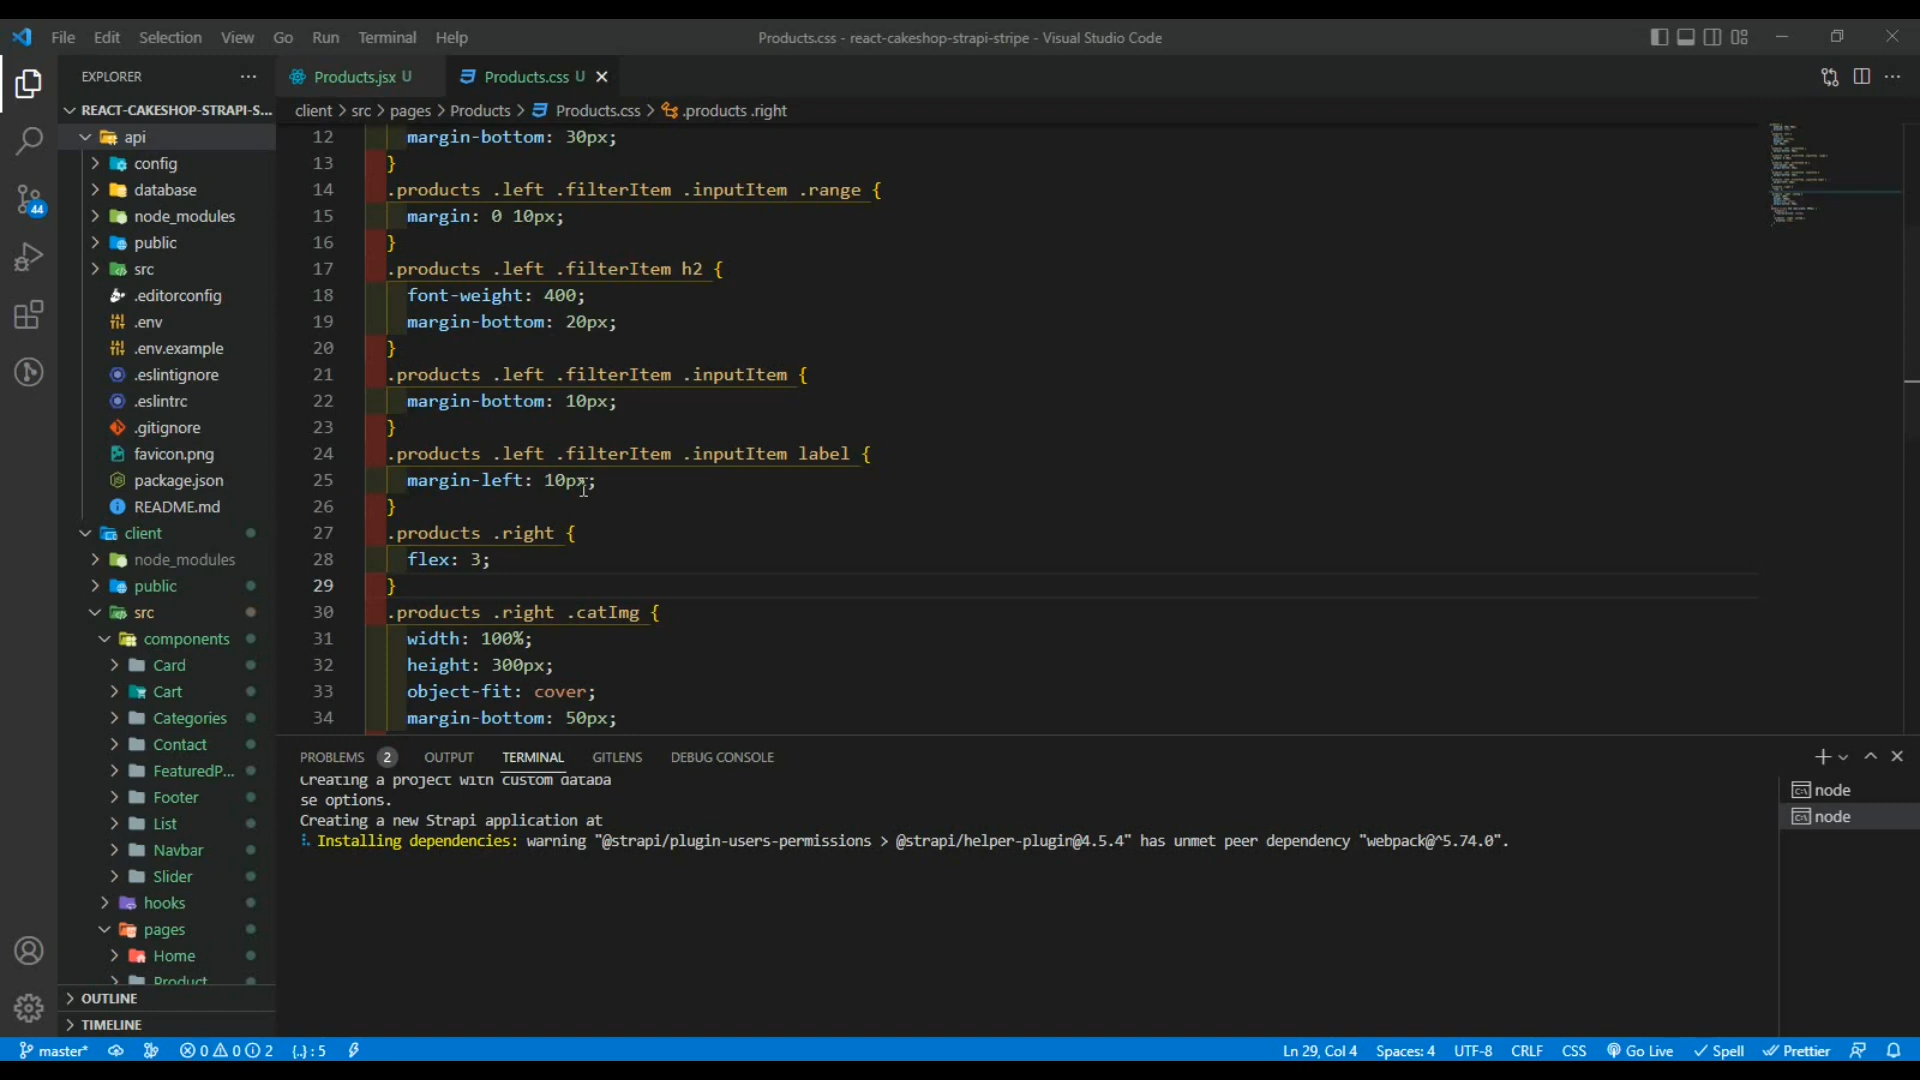 File Edit Selection View Go Run Terminal Help
Products.css - react-cakeshop-strapi-stripe - Visual Studio Code
EXPLORER
Products.jsx U
Products.css U
REACT-CAKESHOP-STRAPI-S...
client > src > pages > Products > Products.css > .products .right
api
config
database
node_modules
public
src
.editorconfig
.env
.env.example
.eslintignore
.eslintrc
.gitignore
favicon.png
package.json
README.md
client
node_modules
public
src
components
Card
Cart
Categories
Contact
FeaturedP...
Footer
List
Navbar
Slider
hooks
pages
Home
Product
OUTLINE
TIMELINE
44
12 margin-bottom: 30px;
13 }
14 .products .left .filterItem .inputItem .range {
15 margin: 0 10px;
16 }
17 .products .left .filterItem h2 {
18 font-weight: 400;
19 margin-bottom: 20px;
20 }
21 .products .left .filterItem .inputItem {
22 margin-bottom: 10px;
23 }
24 .products .left .filterItem .inputItem label {
25 margin-left: 10px;
26 }
27 .products .right {
28 flex: 3;
29 }
30 .products .right .catImg {
31 width: 100%;
32 height: 300px;
33 object-fit: cover;
34 margin-bottom: 50px;
PROBLEMS 2 OUTPUT TERMINAL GITLENS DEBUG CONSOLE
Creating a project with custom databa
se options.
Creating a new Strapi application at
Installing dependencies: warning "@strapi/plugin-users-permissions > @strapi/helper-plugin@4.5.4" has unmet peer dependency "webpack@^5.74.0".
node
node
master* 0 0 2 {..} : 5
Ln 29, Col 4 Spaces: 4 UTF-8 CRLF CSS Go Live Spell Prettier